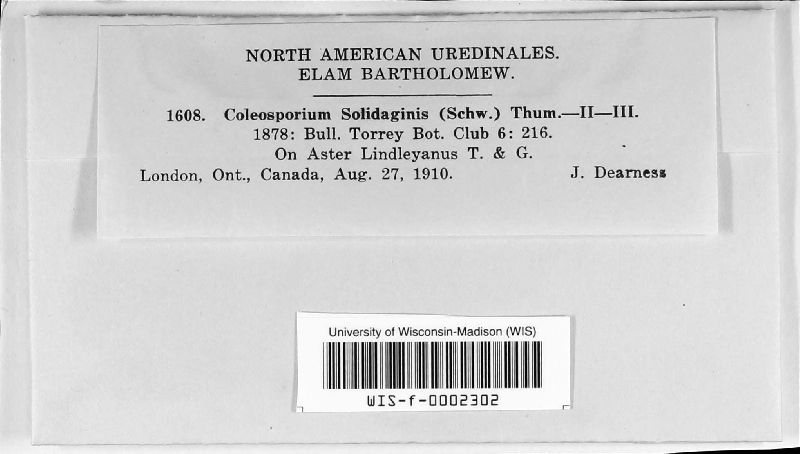 NORTH AMERICAN UREDINALES.
ELAM BARTHOLOMEW.
1608. Coleosporium Solidaginis (Schw.) Thum.—II—III.
1878: Bull. Torrey Bot. Club 6: 216.
On Aster Lindleyanus T. & G.
London, Ont., Canada, Aug. 27, 1910. J. Dearness
University of Wisconsin-Madison (WIS)
WIS-f-0002302